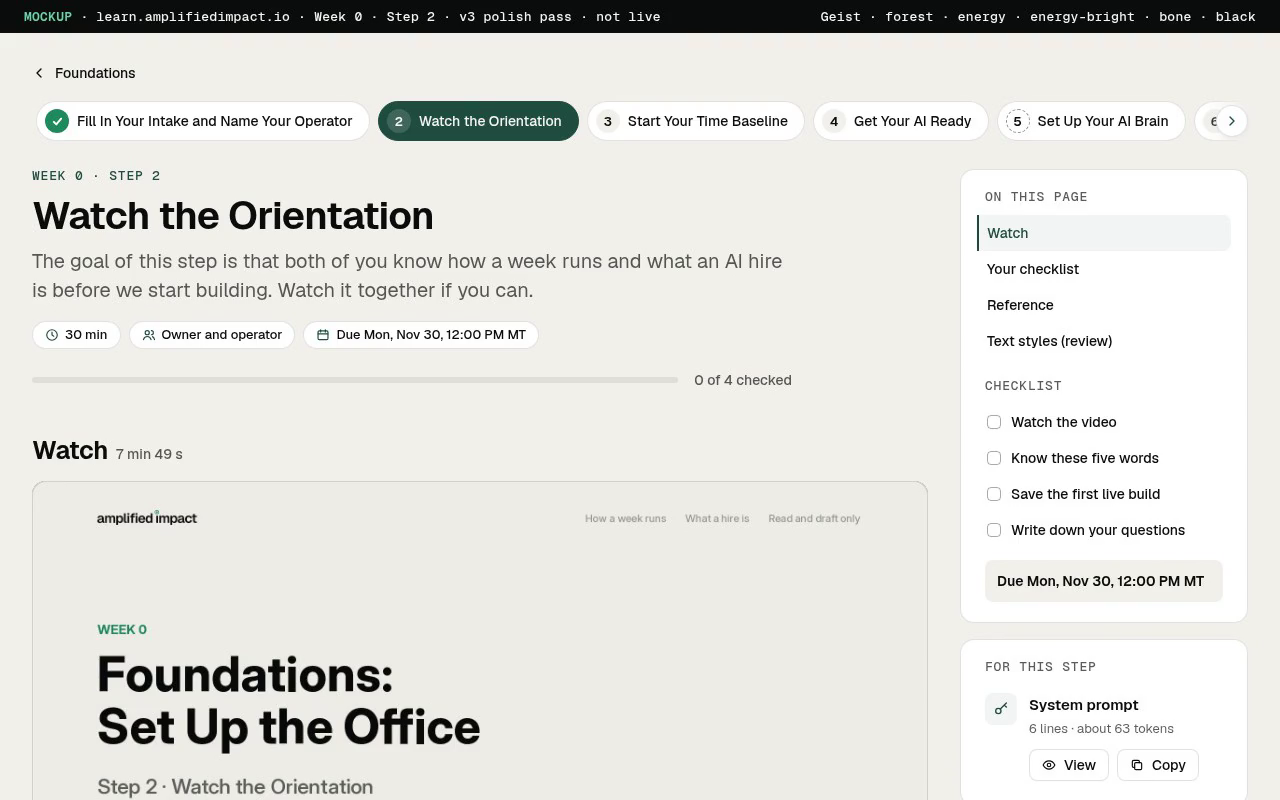 MOCKUP · learn.amplifiedimpact.io · Week 0 · Step 2 · v3 polish pass · not live
Geist · forest · energy · energy-bright · bone · black
Foundations
Fill In Your Intake and Name Your Operator
2 Watch the Orientation
3 Start Your Time Baseline
4 Get Your AI Ready
5 Set Up Your AI Brain
WEEK 0 · STEP 2
Watch the Orientation
The goal of this step is that both of you know how a week runs and what an AI hire
is before we start building. Watch it together if you can.
30 min
Owner and operator
Due Mon, Nov 30, 12:00 PM MT
0 of 4 checked
Watch 7 min 49 s
amplified impact
How a week runs
What a hire is
Read and draft only
WEEK 0
Foundations:
Set Up the Office
Step 2 · Watch the Orientation
ON THIS PAGE
Watch
Your checklist
Reference
Text styles (review)
CHECKLIST
Watch the video
Know these five words
Save the first live build
Write down your questions
Due Mon, Nov 30, 12:00 PM MT
FOR THIS STEP
System prompt
6 lines · about 63 tokens
View
Copy